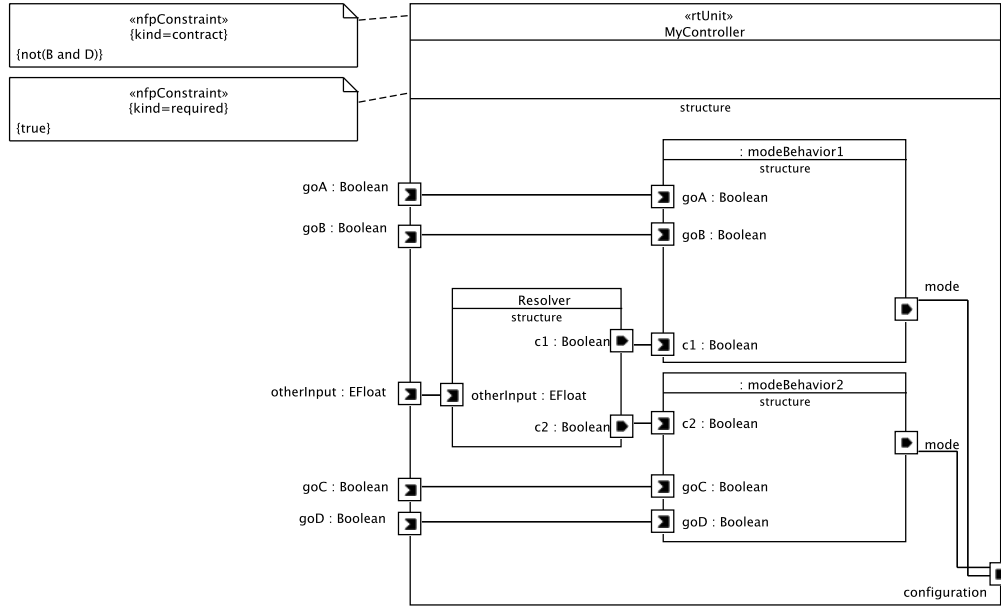 «nfpConstraint»
{kind=contract}
{not(B and D)}
«rtUnit»
MyController
«nfpConstraint»
{kind=required}
{true}
structure
: modeBehavior1
structure
goA : Boolean
goA : Boolean
goB : Boolean
goB : Boolean
mode
Resolver
structure
c1 : Boolean
c1 : Boolean
otherInput : EFloat
otherInput : EFloat
: modeBehavior2
structure
c2 : Boolean
c2 : Boolean
mode
goC : Boolean
goC : Boolean
goD : Boolean
goD : Boolean
configuration